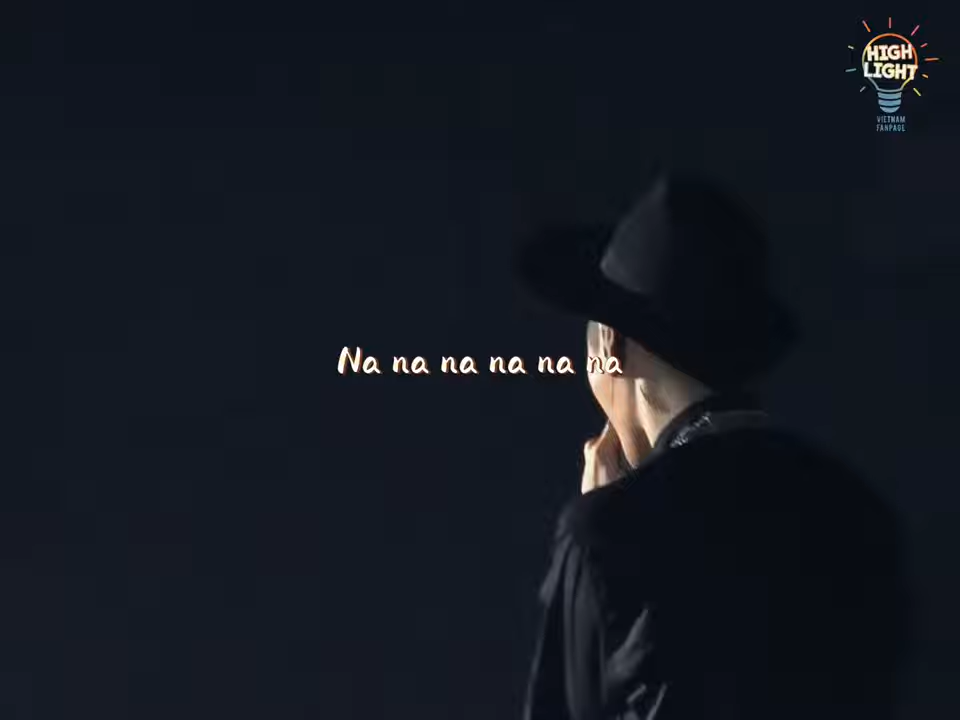 HIGH
LIGHT
VIETNAM
FANPAGE
Na na na na na na